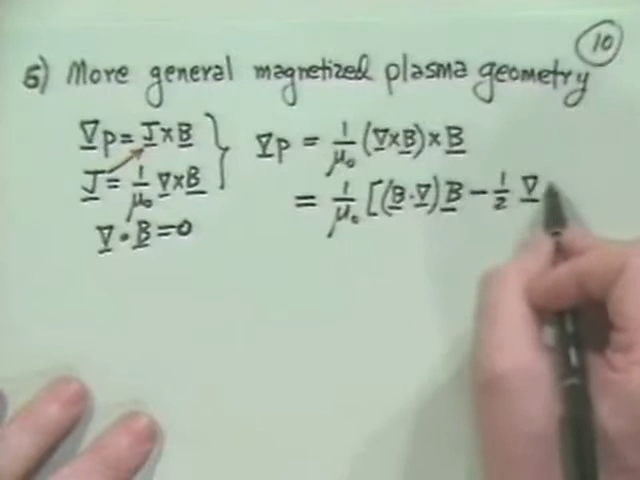 10
5) More general magnetized plasma geometry
∇p = J × B } ∇p = 1/μ₀ (∇×B) × B
J = 1/μ₀ ∇×B = 1/μ₀ [(B·∇)B − 1/2 ∇
∇·B = 0